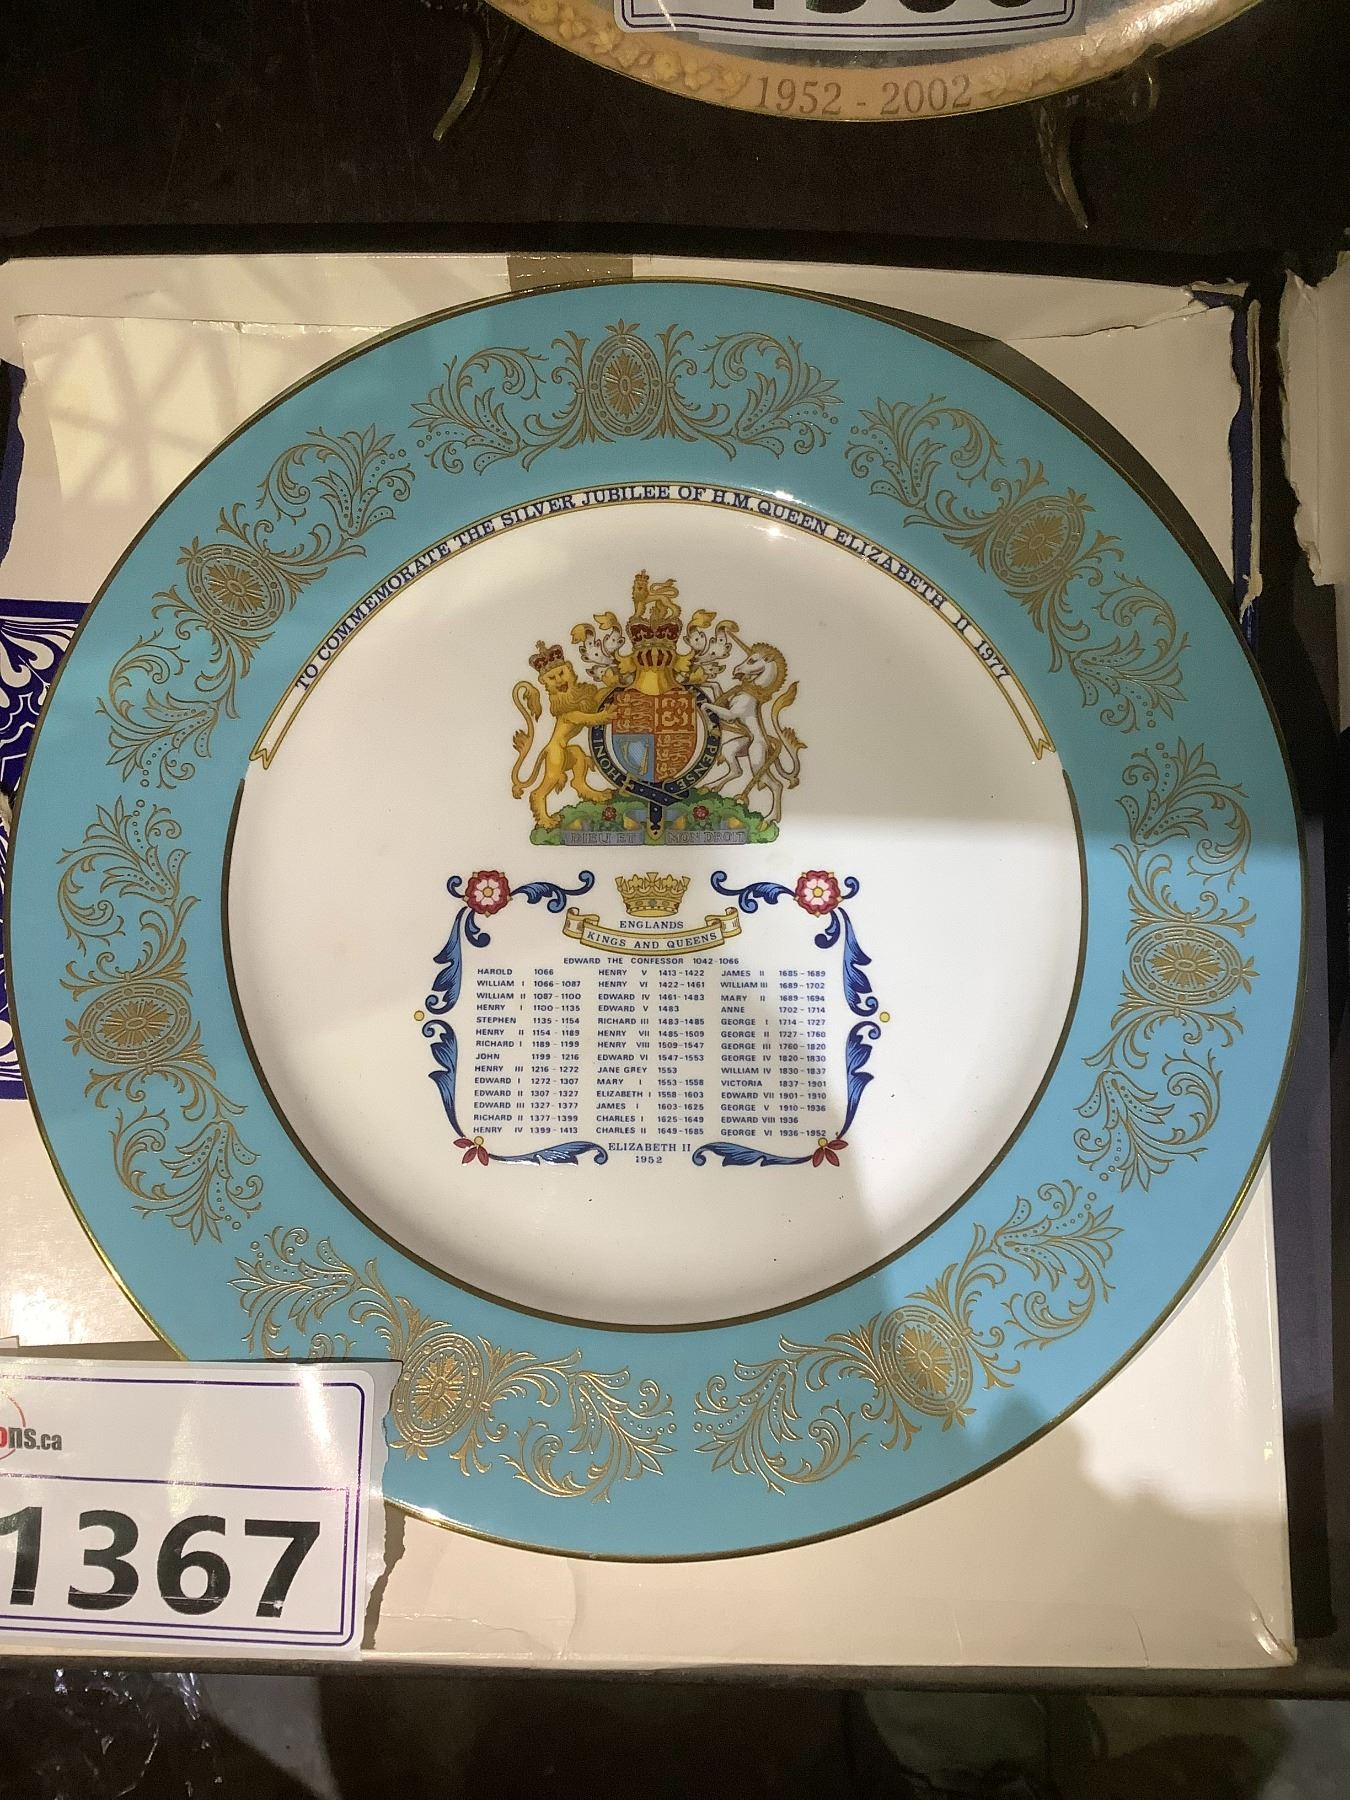 1952 - 2002
TO COMMEMORATE THE SILVER JUBILEE OF H.M. QUEEN ELIZABETH II 1977
HONI
PENSE
DIEU ET MON DROIT
ENGLANDS
KINGS AND QUEENS
EDWARD THE CONFESSOR 1042-1066
HAROLD 1066
WILLIAM I 1066-1087
WILLIAM II 1087-1100
HENRY I 1100-1135
STEPHEN 1135-1154
HENRY II 1154-1189
RICHARD I 1189-1199
JOHN 1199-1216
HENRY III 1216-1272
EDWARD I 1272-1307
EDWARD II 1307-1327
EDWARD III 1327-1377
RICHARD II 1377-1399
HENRY IV 1399-1413
HENRY V 1413-1422
HENRY VI 1422-1461
EDWARD IV 1461-1483
EDWARD V 1483
RICHARD III 1483-1485
HENRY VII 1485-1509
HENRY VIII 1509-1547
EDWARD VI 1547-1553
JANE GREY 1553
MARY I 1553-1558
ELIZABETH I 1558-1603
JAMES I 1603-1625
CHARLES I 1625-1649
CHARLES II 1649-1685
JAMES II 1685-1689
WILLIAM III 1689-1702
MARY II 1689-1694
ANNE 1702-1714
GEORGE I 1714-1727
GEORGE II 1727-1760
GEORGE III 1760-1820
GEORGE IV 1820-1830
WILLIAM IV 1830-1837
VICTORIA 1837-1901
EDWARD VII 1901-1910
GEORGE V 1910-1936
EDWARD VIII 1936
GEORGE VI 1936-1952
ELIZABETH II
1952
ons.ca
1367